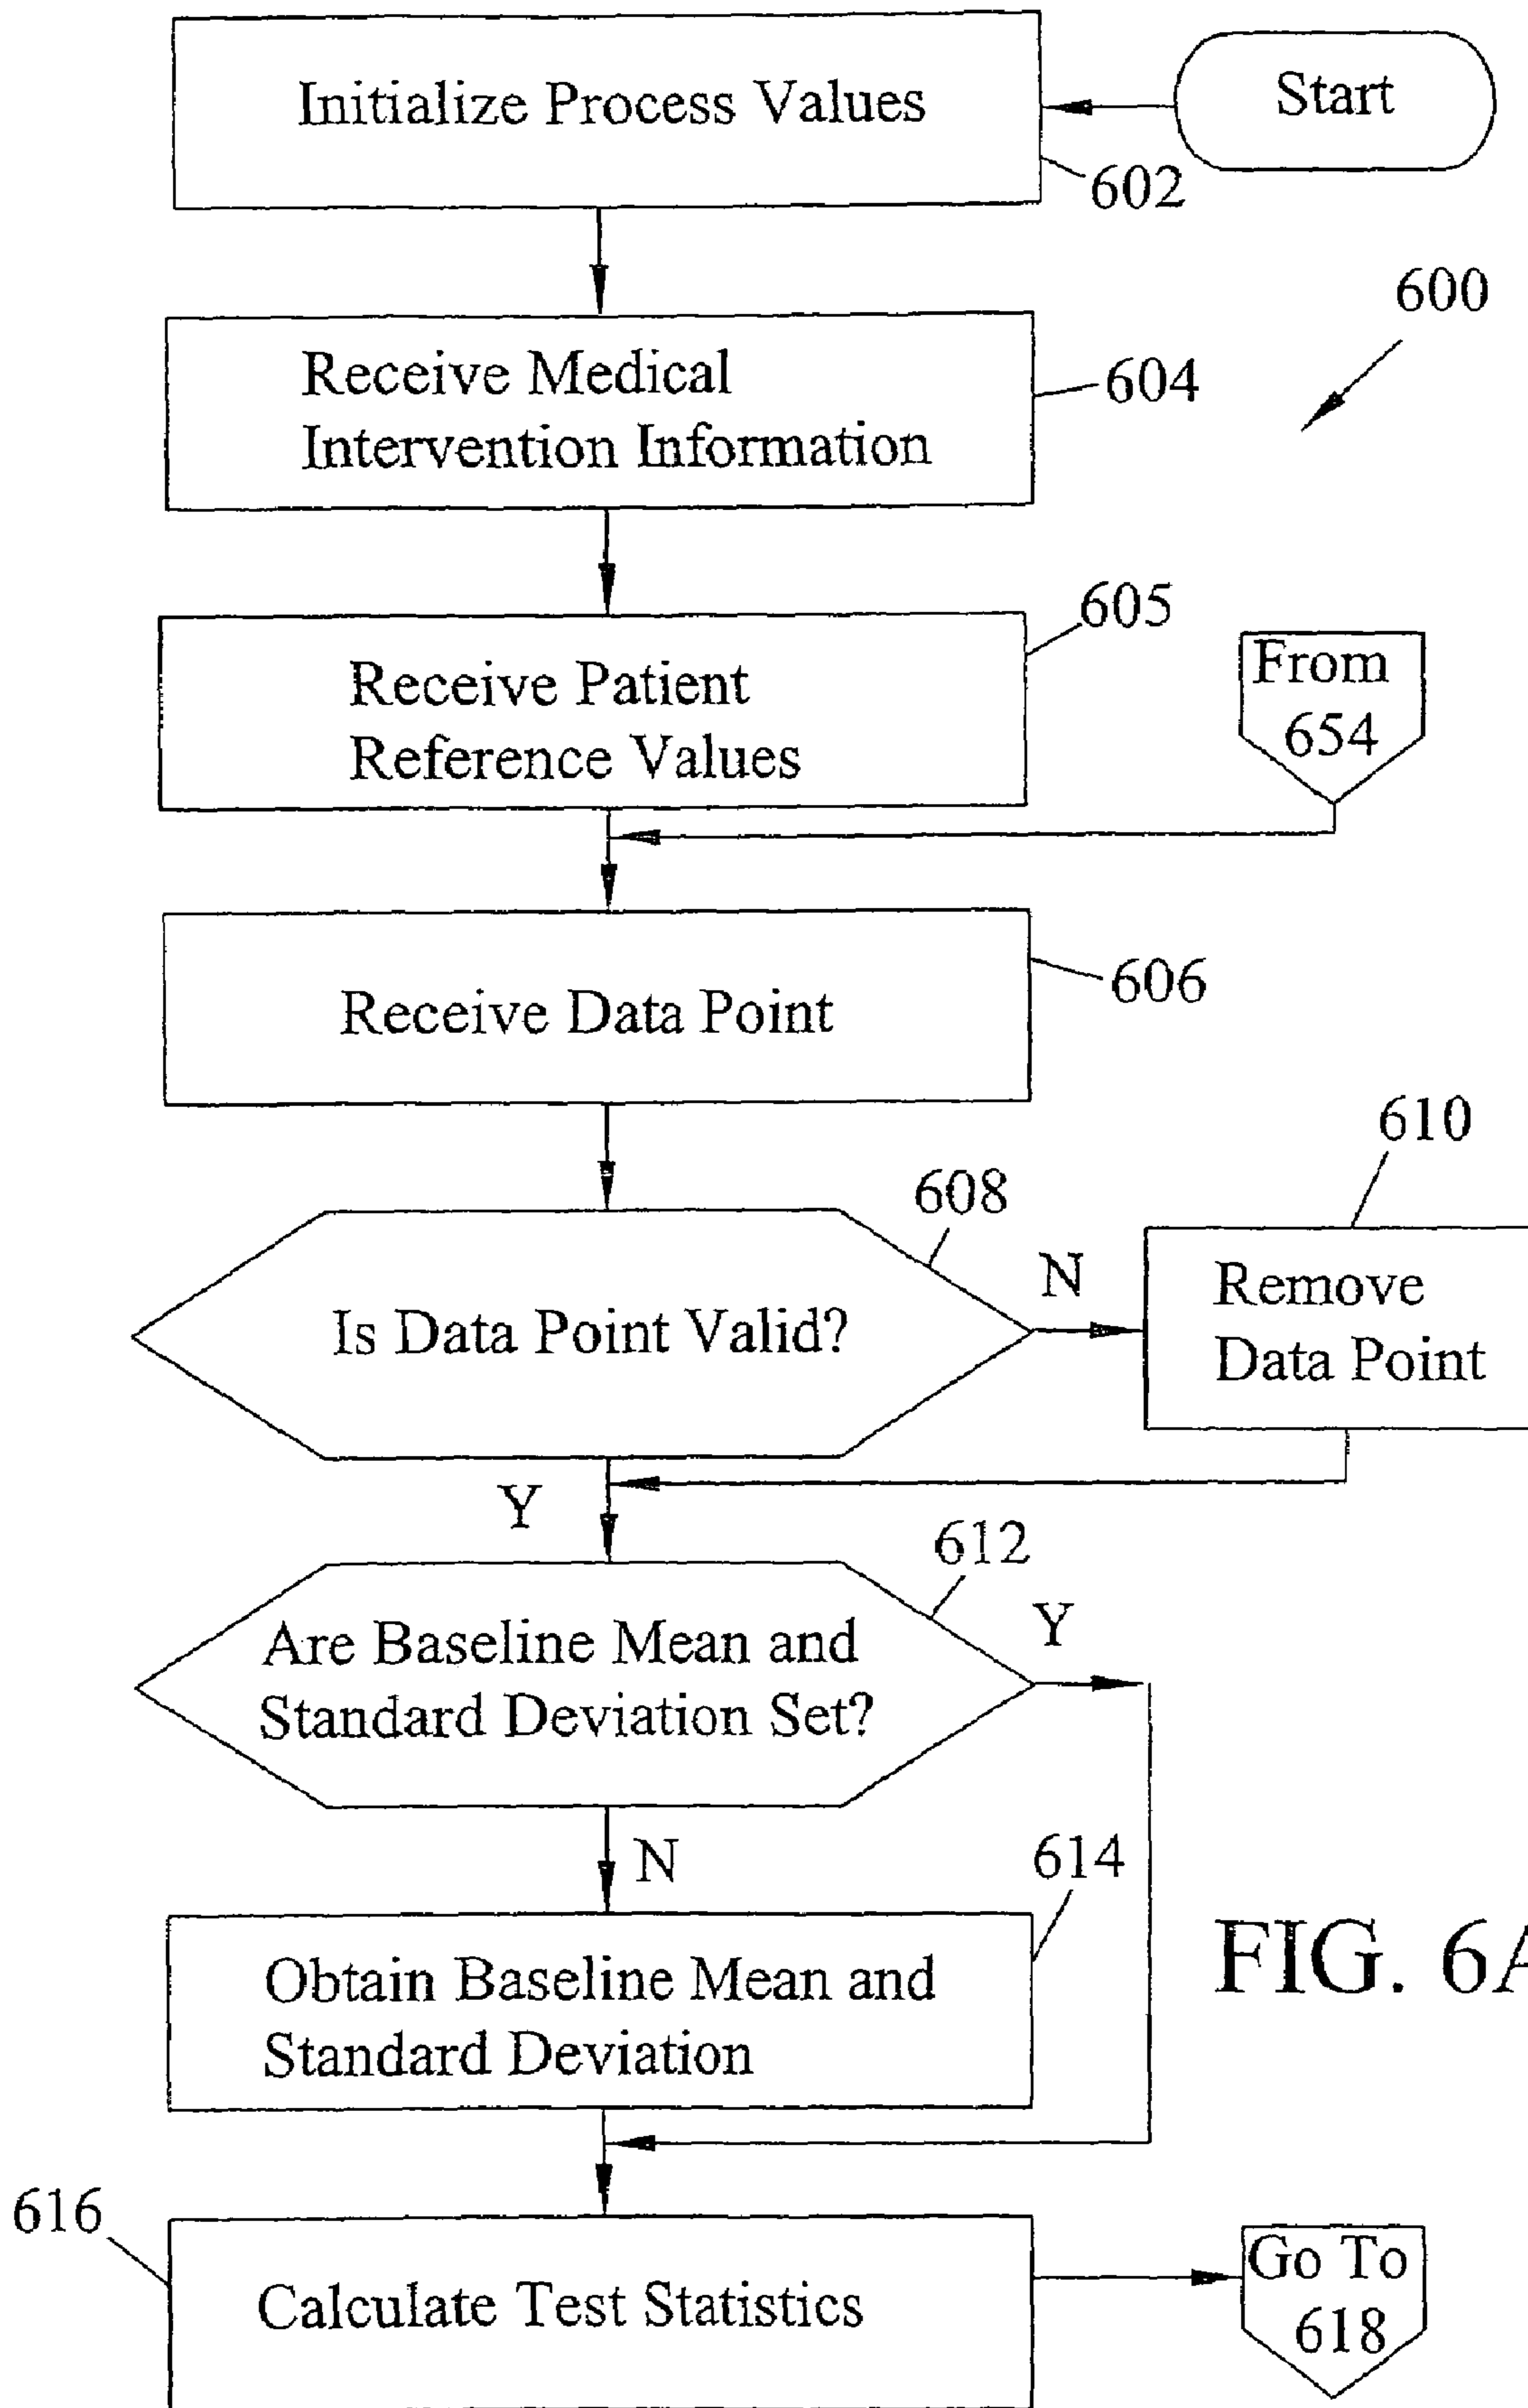 Initialize Process Values
Start
602
600
Receive Medical
Intervention Information
604
605
Receive Patient
Reference Values
From
654
606
Receive Data Point
610
608
N
Is Data Point Valid?
Remove
Data Point
Y
612
Are Baseline Mean and
Standard Deviation Set?
Y
N
614
Obtain Baseline Mean and
Standard Deviation
FIG. 6A
616
Calculate Test Statistics
Go To
618